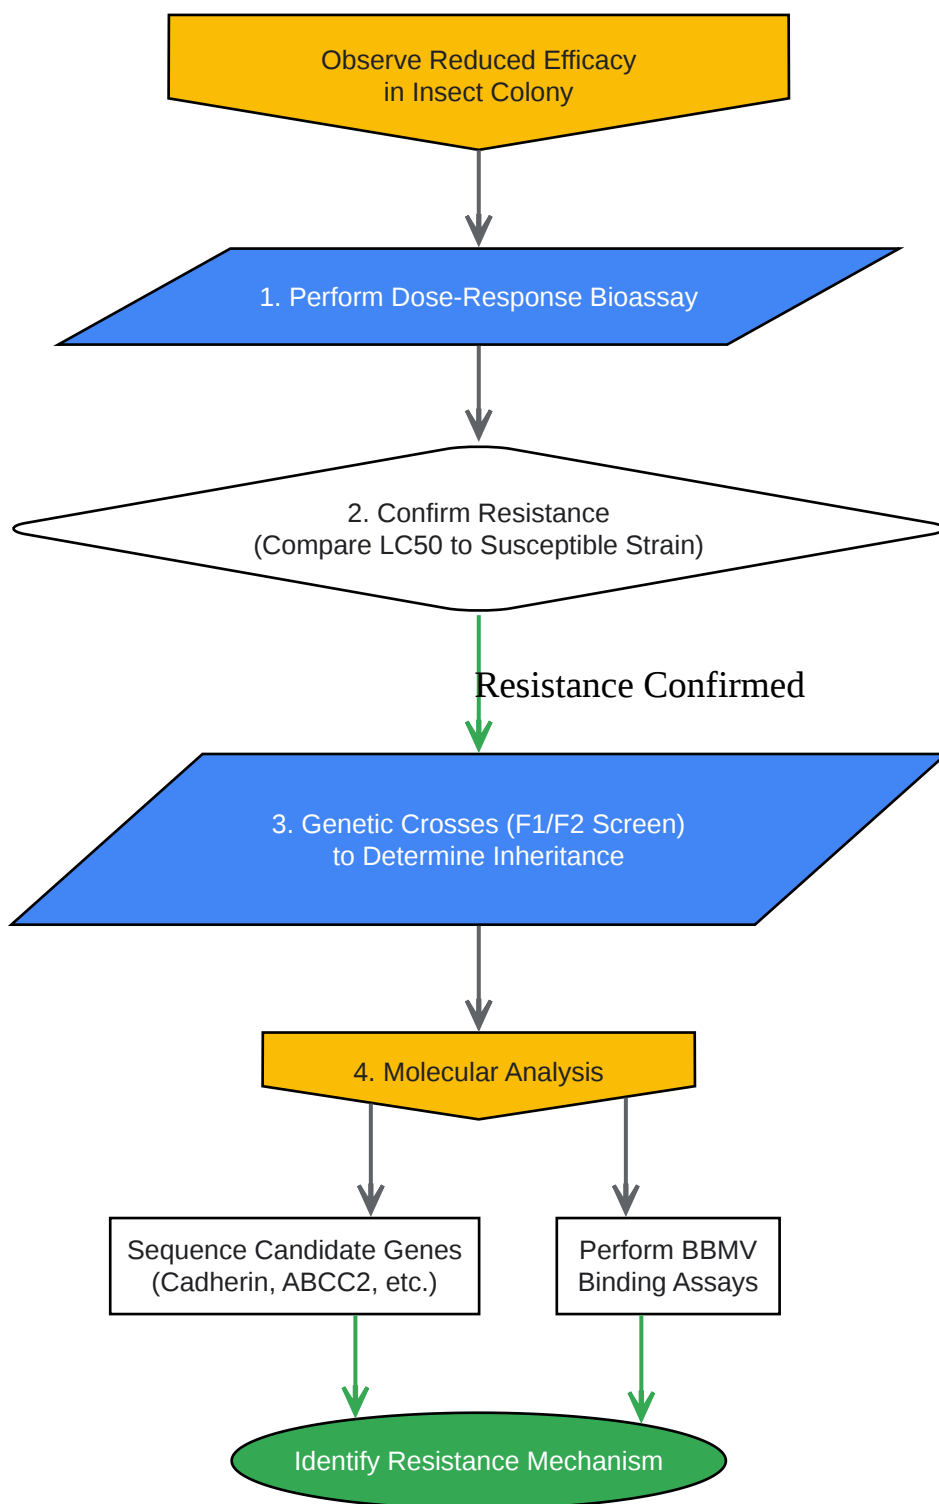 Observe Reduced Efficacy
in Insect Colony
1. Perform Dose-Response Bioassay
2. Confirm Resistance
(Compare LC50 to Susceptible Strain)
Resistance Confirmed
3. Genetic Crosses (F1/F2 Screen)
to Determine Inheritance
4. Molecular Analysis
Sequence Candidate Genes
(Cadherin, ABCC2, etc.)
Perform BBMV
Binding Assays
Identify Resistance Mechanism